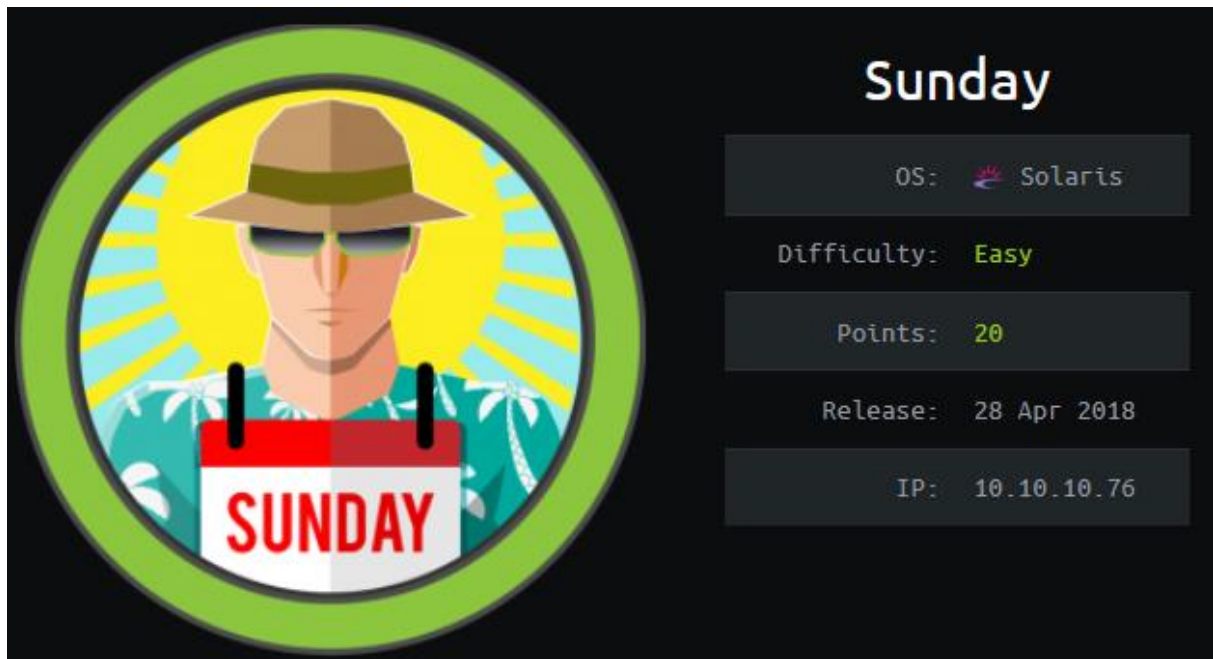 Sunday
OS: Solaris
Difficulty: Easy
Points: 20
Release: 28 Apr 2018
IP: 10.10.10.76
SUNDAY